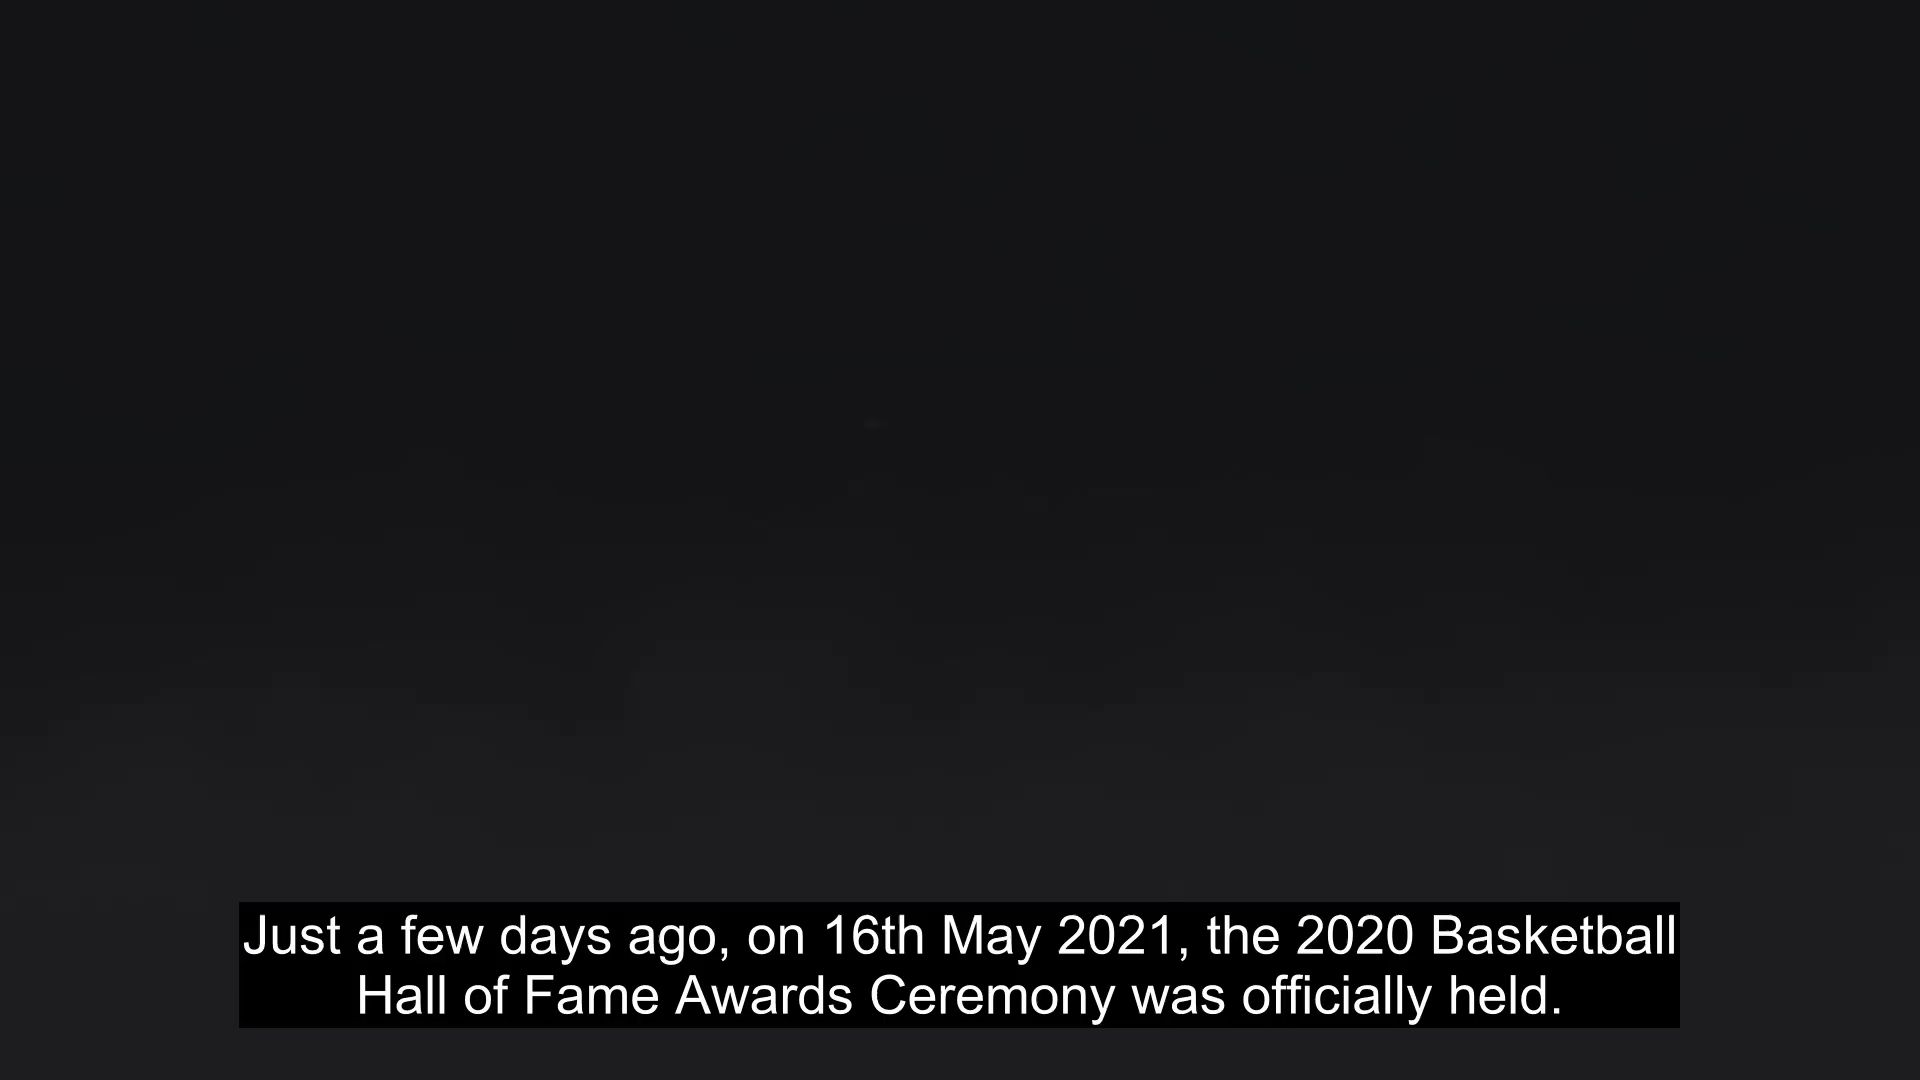 Just a few days ago, on 16th May 2021, the 2020 Basketball
Hall of Fame Awards Ceremony was officially held.